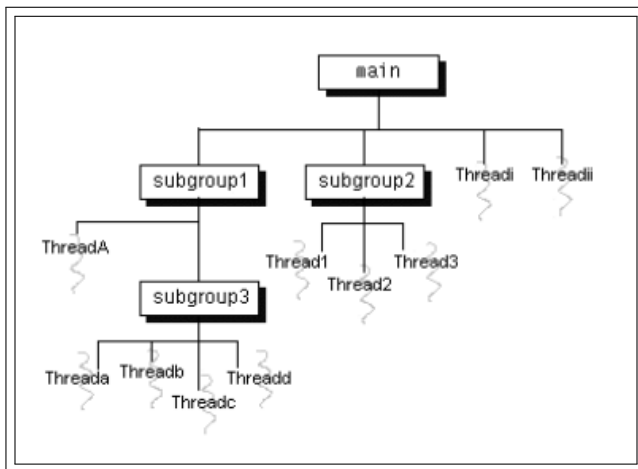 main
subgroup1
subgroup2
Threadi
Threadii
ThreadA
Thread1
Thread2
Thread3
subgroup3
Threada
Threadb
Threadc
Threadd